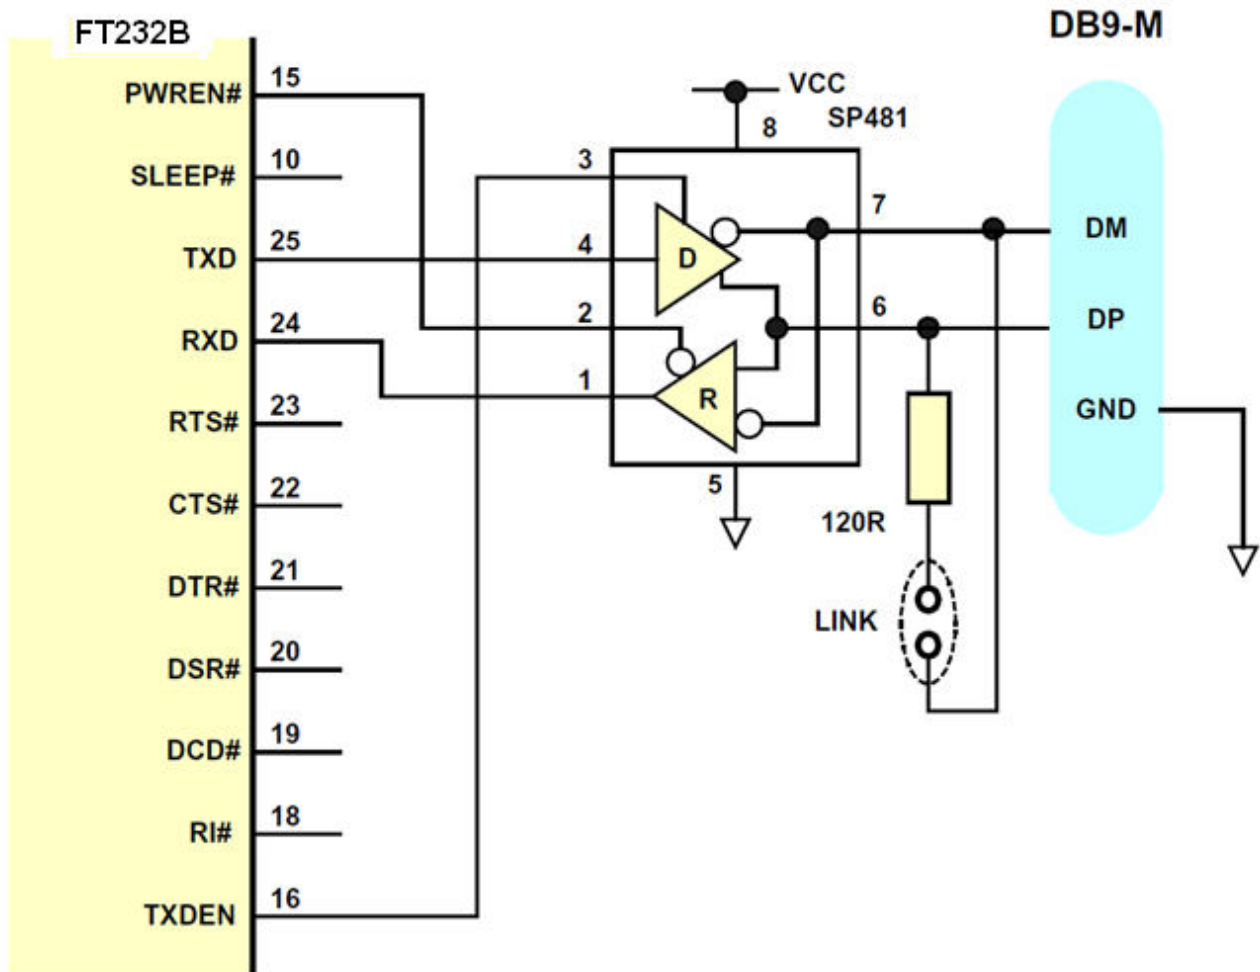 FT232B
DB9-M
PWREN# 15
SLEEP# 10
TXD 25
RXD 24
RTS# 23
CTS# 22
DTR# 21
DSR# 20
DCD# 19
RI# 18
TXDEN 16
VCC
8 SP481
3
4
2
1
D
R
7
6
5
DM
DP
GND
120R
LINK